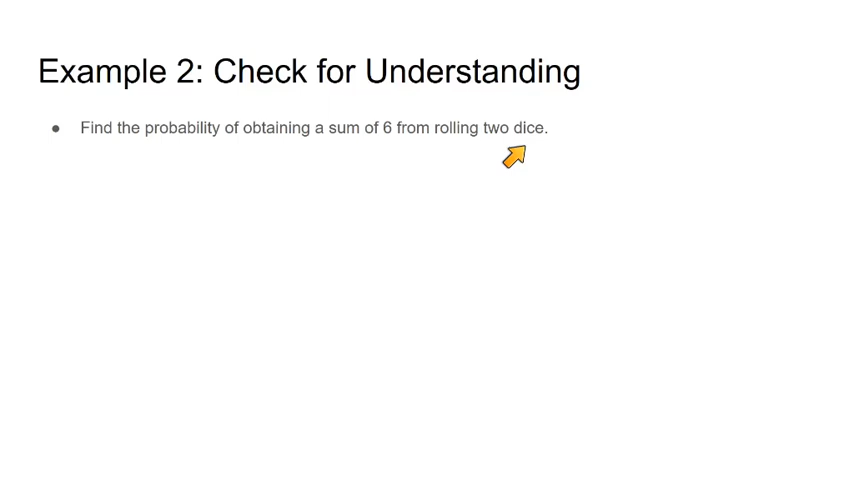 Example 2: Check for Understanding
● Find the probability of obtaining a sum of 6 from rolling two dice.